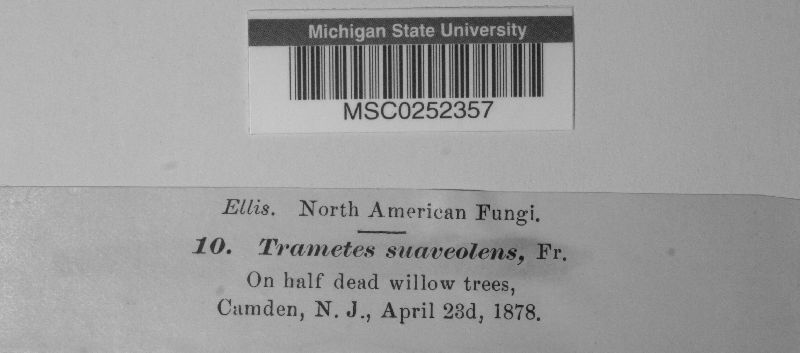 Michigan State University
MSC0252357
Ellis. North American Fungi.
10. Trametes suaveolens, Fr.
On half dead willow trees,
Camden, N. J., April 23d, 1878.